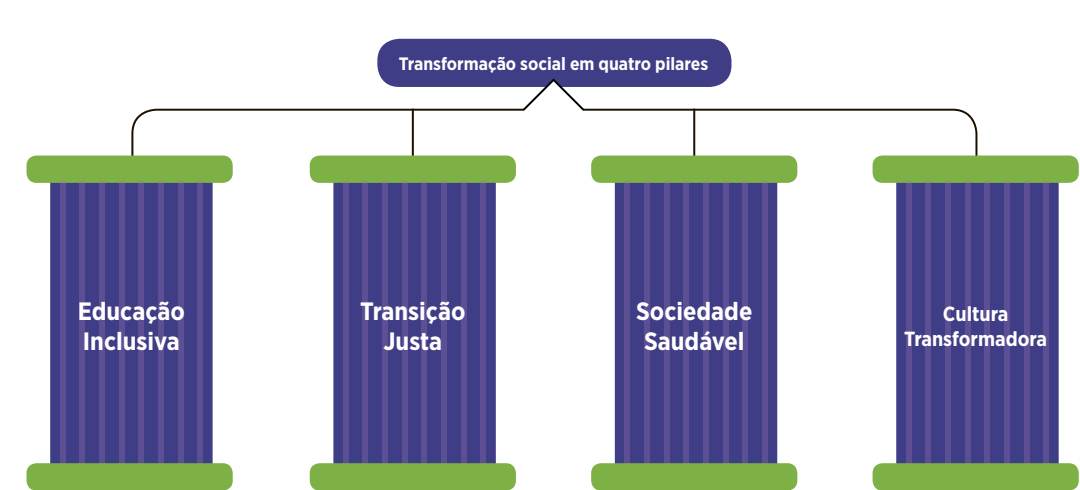 Transformação social em quatro pilares
Educação
Inclusiva
Transição
Justa
Sociedade
Saudável
Cultura
Transformadora